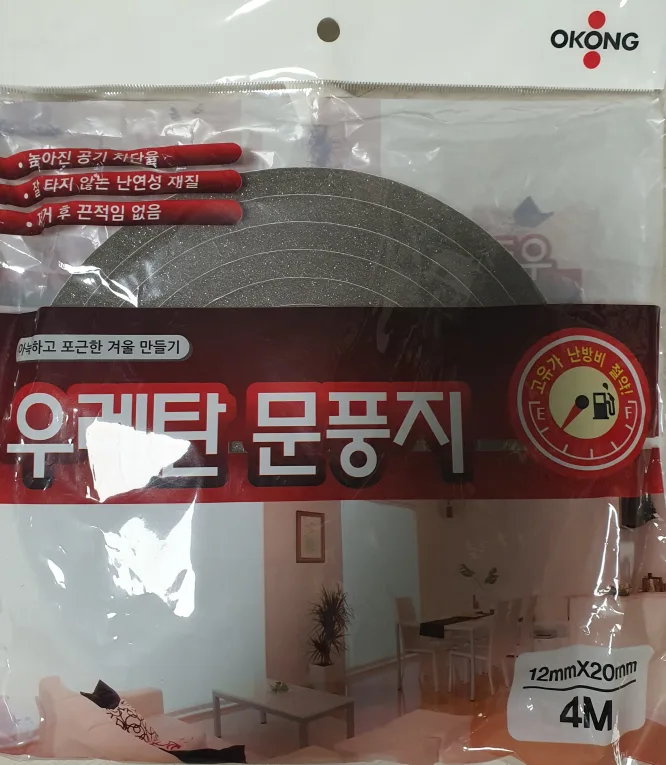 OKONG
높아진 공기 차단율
잘 타지 않는 난연성 재질
제거 후 끈적임 없음
아늑하고 포근한 겨울 만들기
우레탄 문풍지
고유가 난방비 절약!
E
F
12mmX20mm
4M